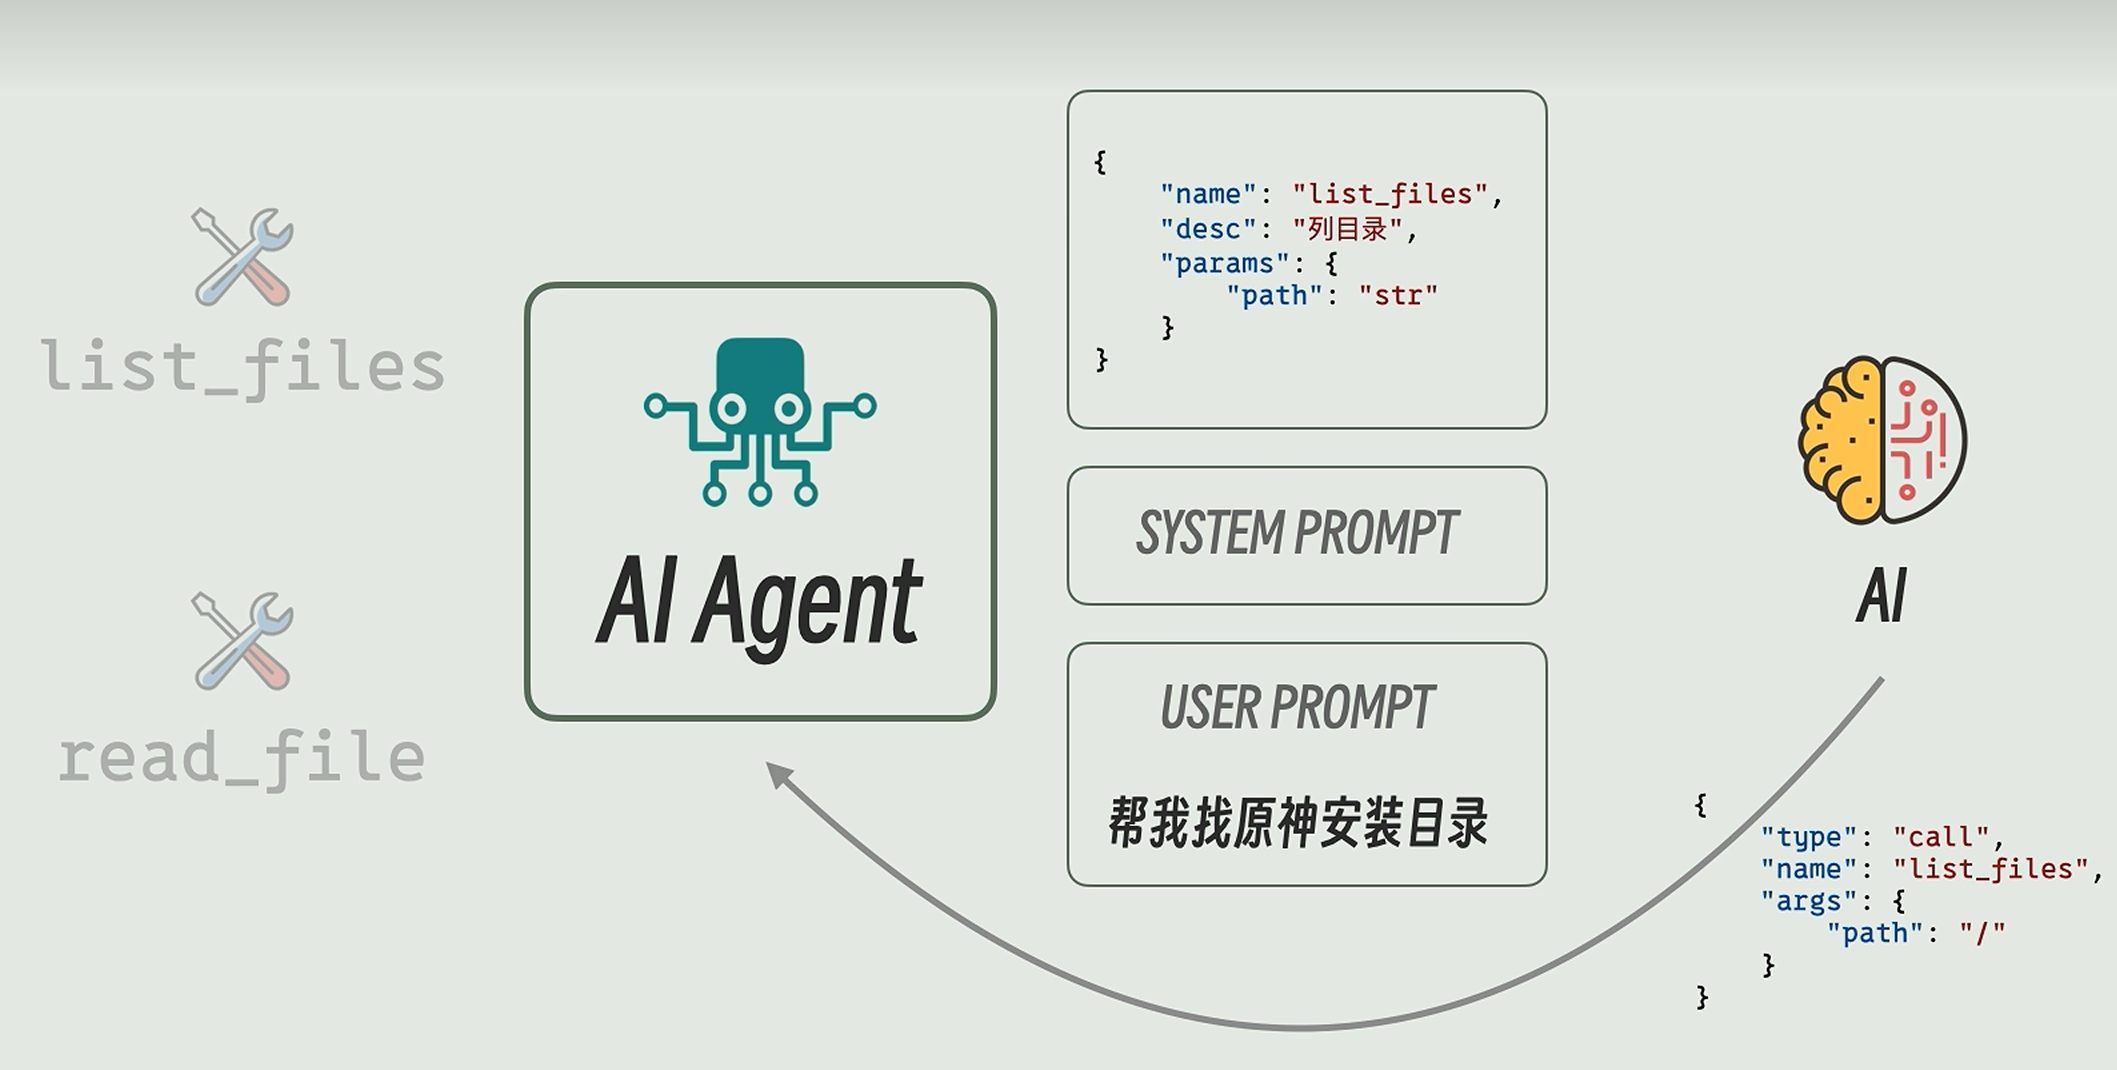 list_files
read_file
AI Agent
{
"name": "list_files",
"desc": "列目录",
"params": {
"path": "str"
}
}
SYSTEM PROMPT
USER PROMPT
帮我找原神安装目录
AI
{
"type": "call",
"name": "list_files",
"args": {
"path": "/"
}
}